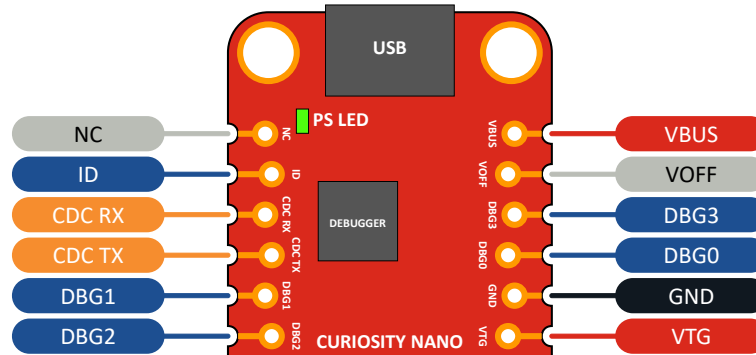 USB
PS LED
NC
NC
VBUS
VBUS
ID
ID
VOFF
VOFF
CDC RX
CDC RX
DBG3
DBG3
DEBUGGER
CDC TX
CDC TX
DBG0
DBG0
DBG1
DBG1
GND
GND
DBG2
DBG2
CURIOSITY NANO
VTG
VTG